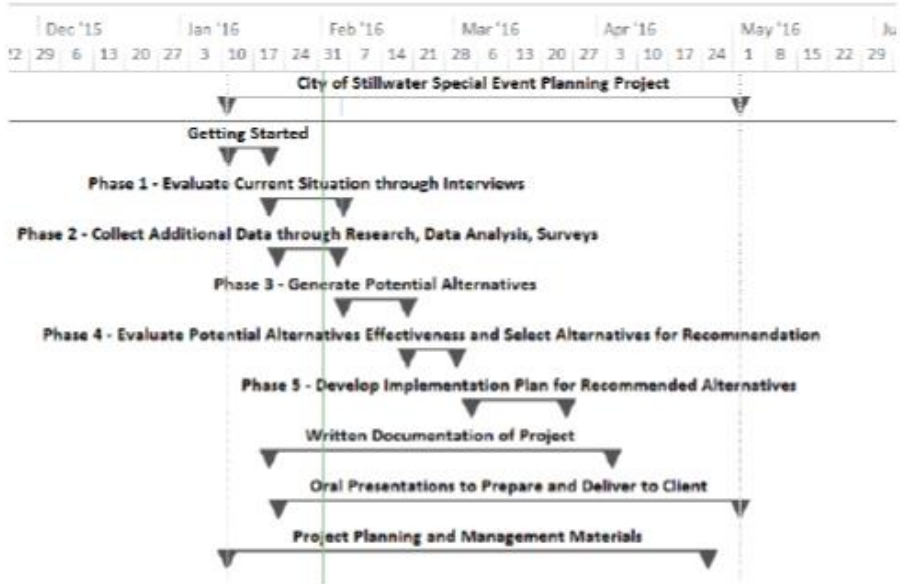 Dec '15 Jan '16 Feb '16 Mar '16 Apr '16 May '16 Ju
22 29 6 13 20 27 3 10 17 24 31 7 14 21 28 6 13 20 27 3 10 17 24 1 8 15 22 29
City of Stillwater Special Event Planning Project
Getting Started
Phase 1 - Evaluate Current Situation through Interviews
Phase 2 - Collect Additional Data through Research, Data Analysis, Surveys
Phase 3 - Generate Potential Alternatives
Phase 4 - Evaluate Potential Alternatives Effectiveness and Select Alternatives for Recommendation
Phase 5 - Develop Implementation Plan for Recommended Alternatives
Written Documentation of Project
Oral Presentations to Prepare and Deliver to Client
Project Planning and Management Materials